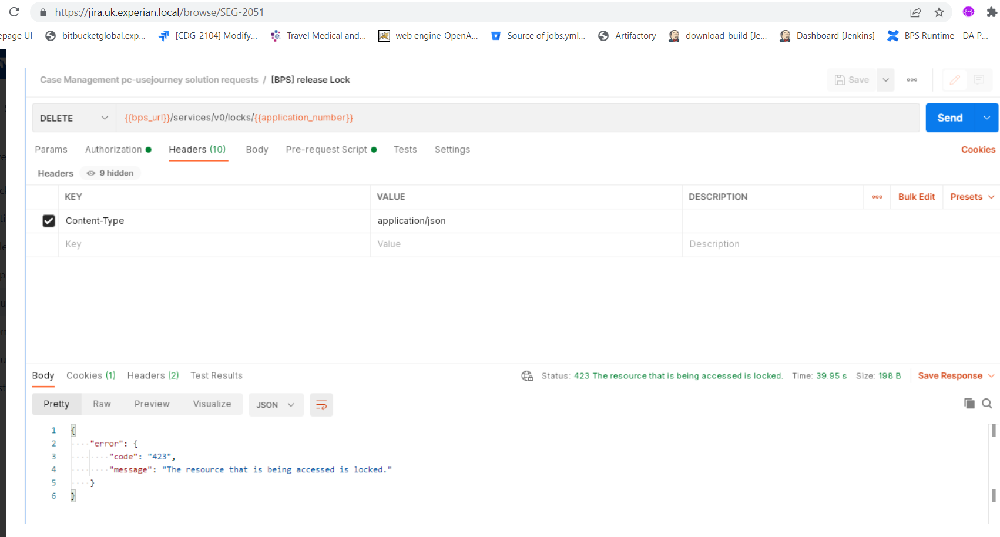 https://jira.uk.experian.local/browse/SEG-2051
epage UI bitbucketglobal.exp... [CDG-2104] Modify... Travel Medical and... web engine-OpenA... Source of jobs.yml... Artifactory download-build [Je... Dashboard [Jenkins] BPS Runtime - DA P...
Case Management pc-usejourney solution requests / [BPS] release Lock
Save
DELETE {{bps_url}}/services/v0/locks/{{application_number}} Send
Params Authorization Headers (10) Body Pre-request Script Tests Settings Cookies
Headers 9 hidden
KEY VALUE DESCRIPTION Bulk Edit Presets
Content-Type application/json
Key Value Description
Body Cookies (1) Headers (2) Test Results Status: 423 The resource that is being accessed is locked. Time: 39.95 s Size: 198 B Save Response
Pretty Raw Preview Visualize JSON
1 {
2 "error": {
3 "code": "423",
4 "message": "The resource that is being accessed is locked."
5 }
6 }